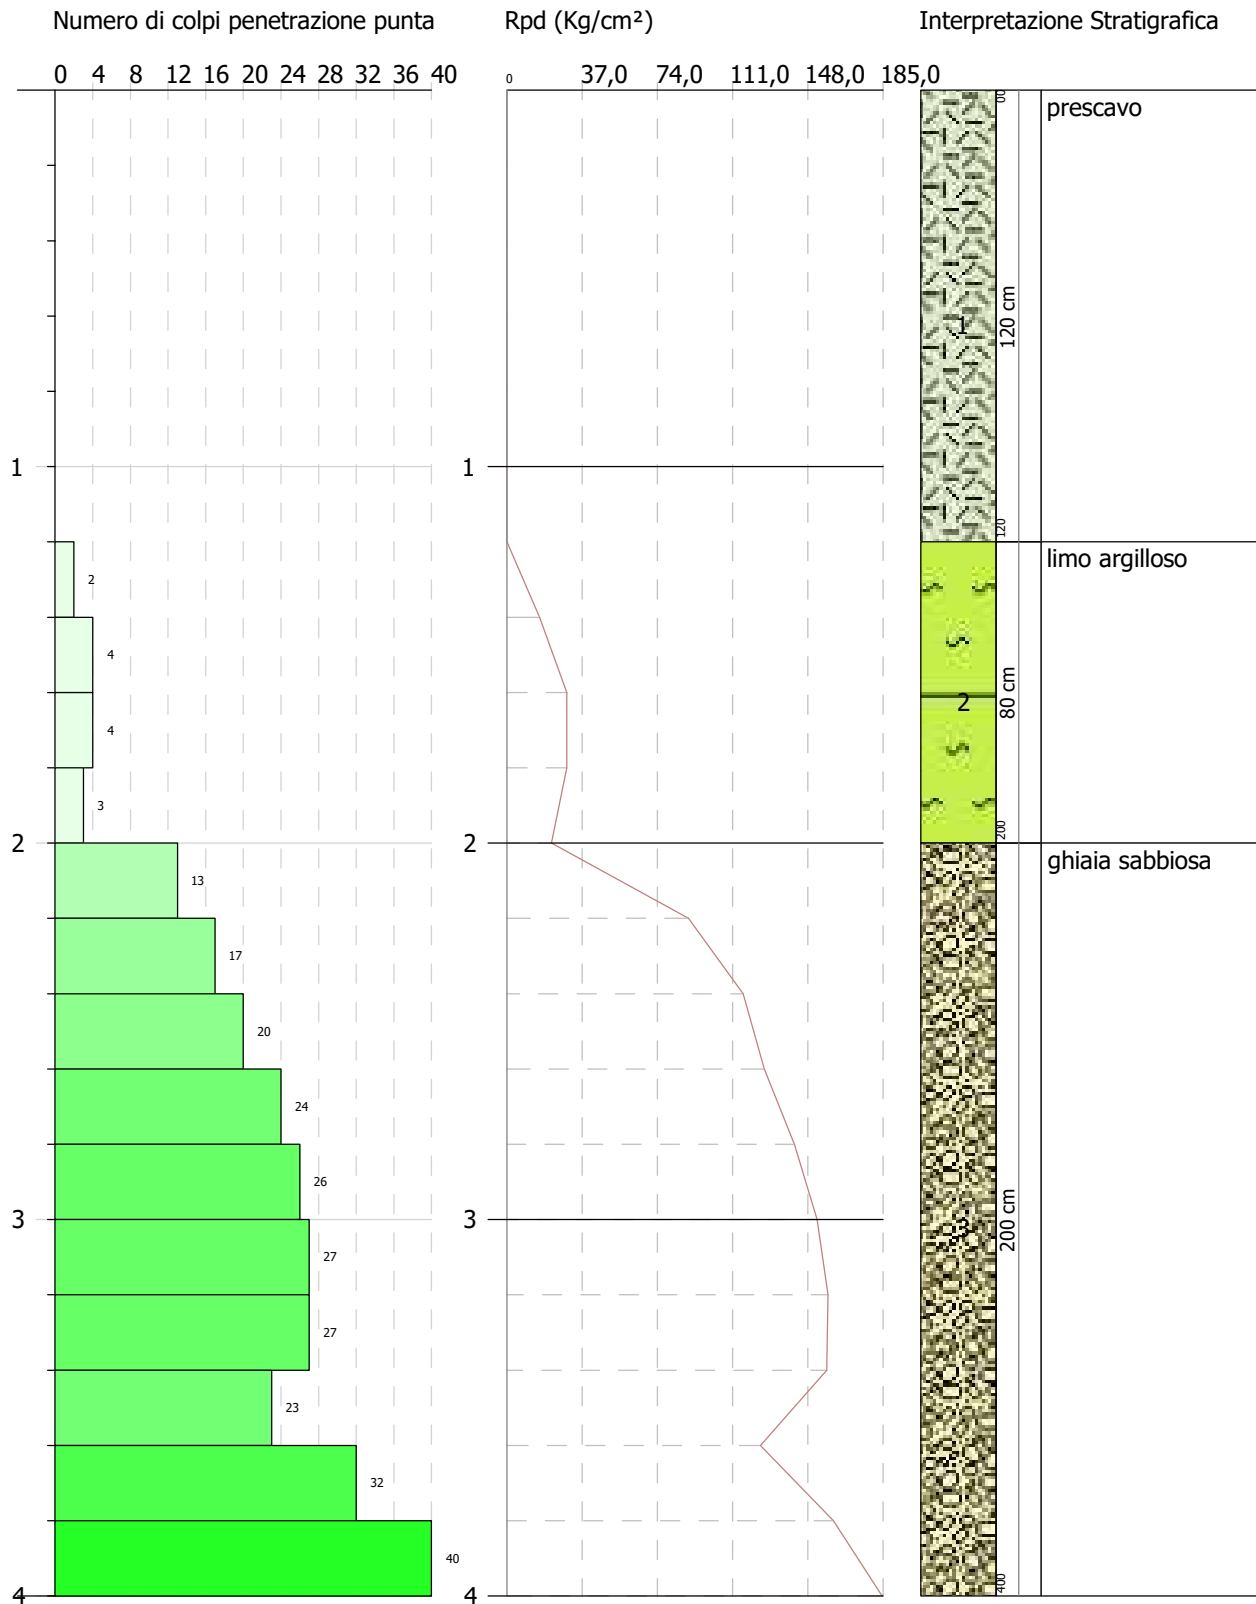 Numero di colpi penetrazione punta
Rpd (Kg/cm²)
Interpretazione Stratigrafica
0 4 8 12 16 20 24 28 32 36 40
0 37,0 74,0 111,0 148,0 185,0
00
prescavo
1
120 cm
1
1
120
limo argilloso
2
4
4
2
80 cm
3
200
2
2
ghiaia sabbiosa
13
17
20
24
26
3
3
3
200 cm
27
27
23
32
40
400
4
4